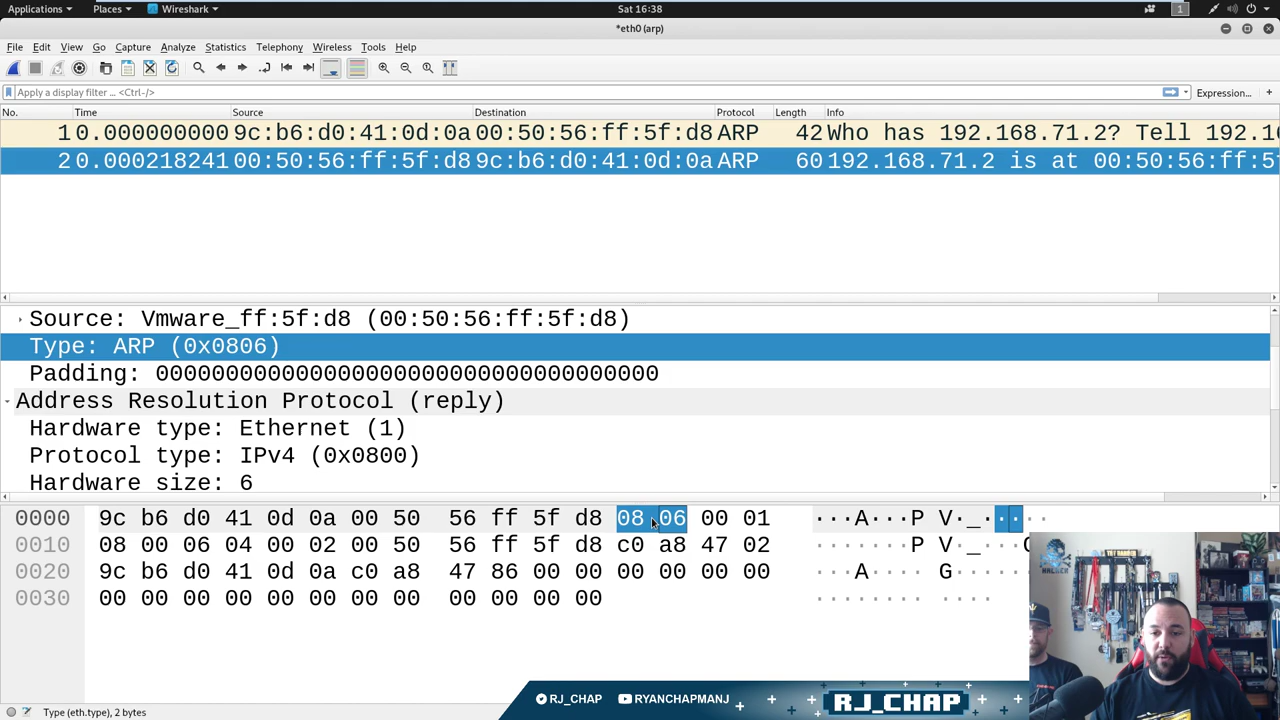 Applications Places Wireshark Sat 16:38 1
*eth0 (arp)
File Edit View Go Capture Analyze Statistics Telephony Wireless Tools Help
Apply a display filter ... <Ctrl-/> Expression... +
No. Time Source Destination Protocol Length Info
1 0.000000000 9c:b6:d0:41:0d:0a 00:50:56:ff:5f:d8 ARP 42 Who has 192.168.71.2? Tell 192.16
2 0.000218241 00:50:56:ff:5f:d8 9c:b6:d0:41:0d:0a ARP 60 192.168.71.2 is at 00:50:56:ff:5
Source: Vmware_ff:5f:d8 (00:50:56:ff:5f:d8)
Type: ARP (0x0806)
Padding: 000000000000000000000000000000000000
Address Resolution Protocol (reply)
Hardware type: Ethernet (1)
Protocol type: IPv4 (0x0800)
Hardware size: 6
0000 9c b6 d0 41 0d 0a 00 50 56 ff 5f d8 08 06 00 01 ···A···P V·_·····
0010 08 00 06 04 00 02 00 50 56 ff 5f d8 c0 a8 47 02 ·······P V·_···
0020 9c b6 d0 41 0d 0a c0 a8 47 86 00 00 00 00 00 00 ···A···· G·······
0030 00 00 00 00 00 00 00 00 00 00 00 00 ········ ····
RJ_CHAP RYANCHAPMANJ RJ_CHAP
Type (eth.type), 2 bytes